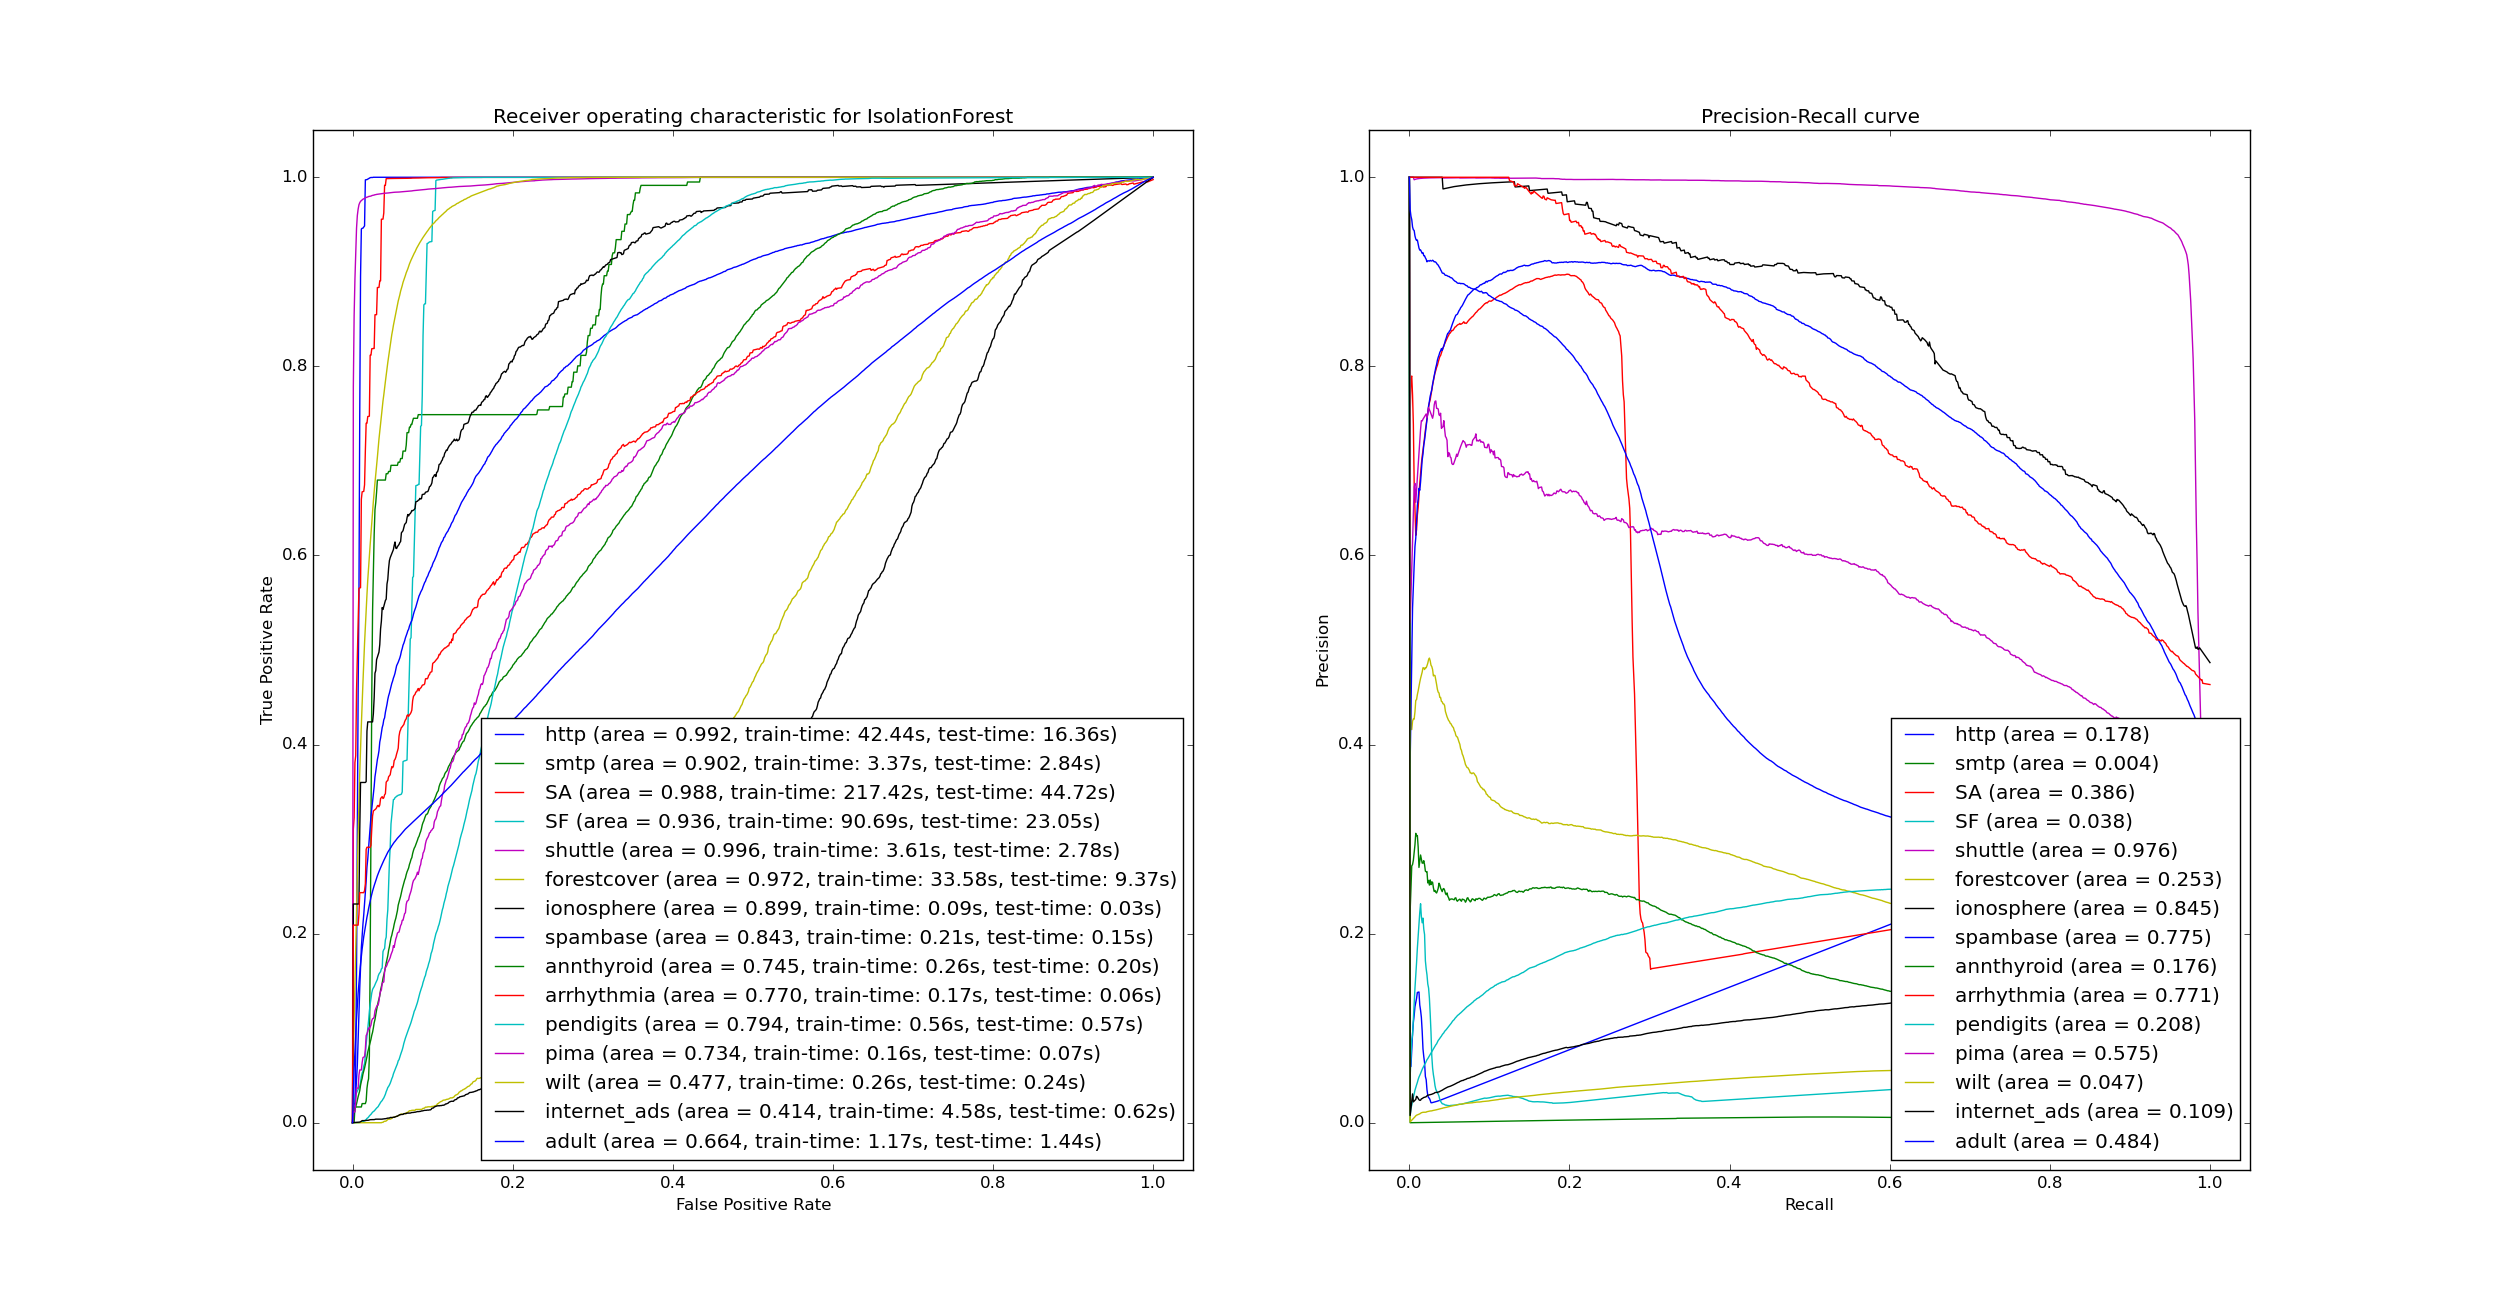 Receiver operating characteristic for IsolationForest
1.0
0.8
0.6
0.4
0.2
0.0
True Positive Rate
http (area = 0.992, train-time: 42.44s, test-time: 16.36s)
smtp (area = 0.902, train-time: 3.37s, test-time: 2.84s)
SA (area = 0.988, train-time: 217.42s, test-time: 44.72s)
SF (area = 0.936, train-time: 90.69s, test-time: 23.05s)
shuttle (area = 0.996, train-time: 3.61s, test-time: 2.78s)
forestcover (area = 0.972, train-time: 33.58s, test-time: 9.37s)
ionosphere (area = 0.899, train-time: 0.09s, test-time: 0.03s)
spambase (area = 0.843, train-time: 0.21s, test-time: 0.15s)
annthyroid (area = 0.745, train-time: 0.26s, test-time: 0.20s)
arrhythmia (area = 0.770, train-time: 0.17s, test-time: 0.06s)
pendigits (area = 0.794, train-time: 0.56s, test-time: 0.57s)
pima (area = 0.734, train-time: 0.16s, test-time: 0.07s)
wilt (area = 0.477, train-time: 0.26s, test-time: 0.24s)
internet_ads (area = 0.414, train-time: 4.58s, test-time: 0.62s)
adult (area = 0.664, train-time: 1.17s, test-time: 1.44s)
0.0 0.2 0.4 0.6 0.8 1.0
False Positive Rate
Precision-Recall curve
1.0
0.8
0.6
0.4
0.2
0.0
Precision
http (area = 0.178)
smtp (area = 0.004)
SA (area = 0.386)
SF (area = 0.038)
shuttle (area = 0.976)
forestcover (area = 0.253)
ionosphere (area = 0.845)
spambase (area = 0.775)
annthyroid (area = 0.176)
arrhythmia (area = 0.771)
pendigits (area = 0.208)
pima (area = 0.575)
wilt (area = 0.047)
internet_ads (area = 0.109)
adult (area = 0.484)
0.0 0.2 0.4 0.6 0.8 1.0
Recall